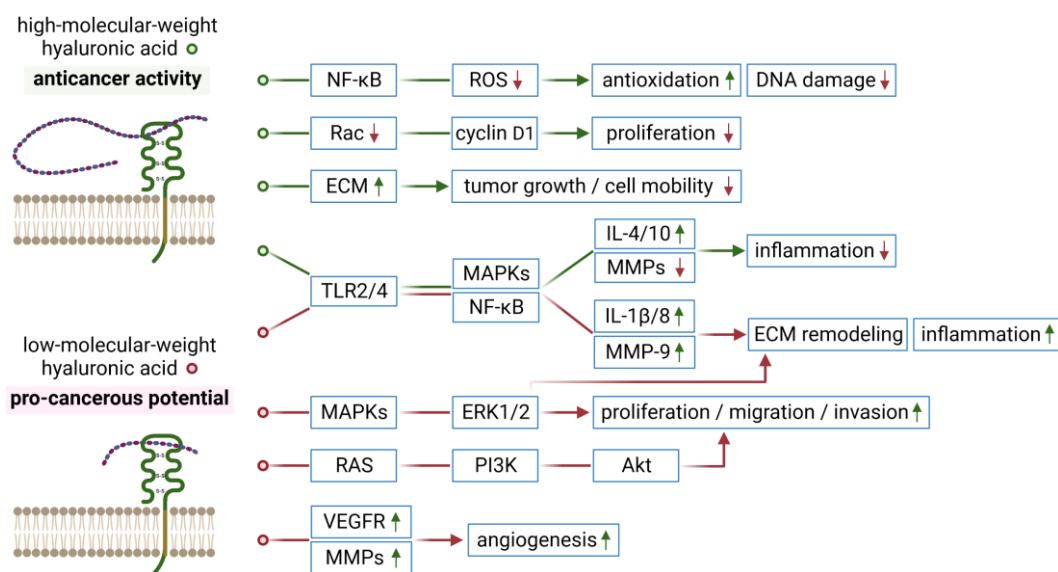 high-molecular-weight
hyaluronic acid
anticancer activity
NF-κB ROS ↓ antioxidation ↑ DNA damage ↓
Rac ↓ cyclin D1 proliferation ↓
ECM ↑ tumor growth / cell mobility ↓
IL-4/10 ↑
MMPs ↓
inflammation ↓
TLR2/4
MAPKs
NF-κB
IL-1β/8 ↑
MMP-9 ↑
ECM remodeling inflammation ↑
low-molecular-weight
hyaluronic acid
pro-cancerous potential
MAPKs ERK1/2 proliferation / migration / invasion ↑
RAS PI3K Akt
VEGFR ↑
MMPs ↑
angiogenesis ↑
S-S
S-S
S-S
S-S
S-S
S-S